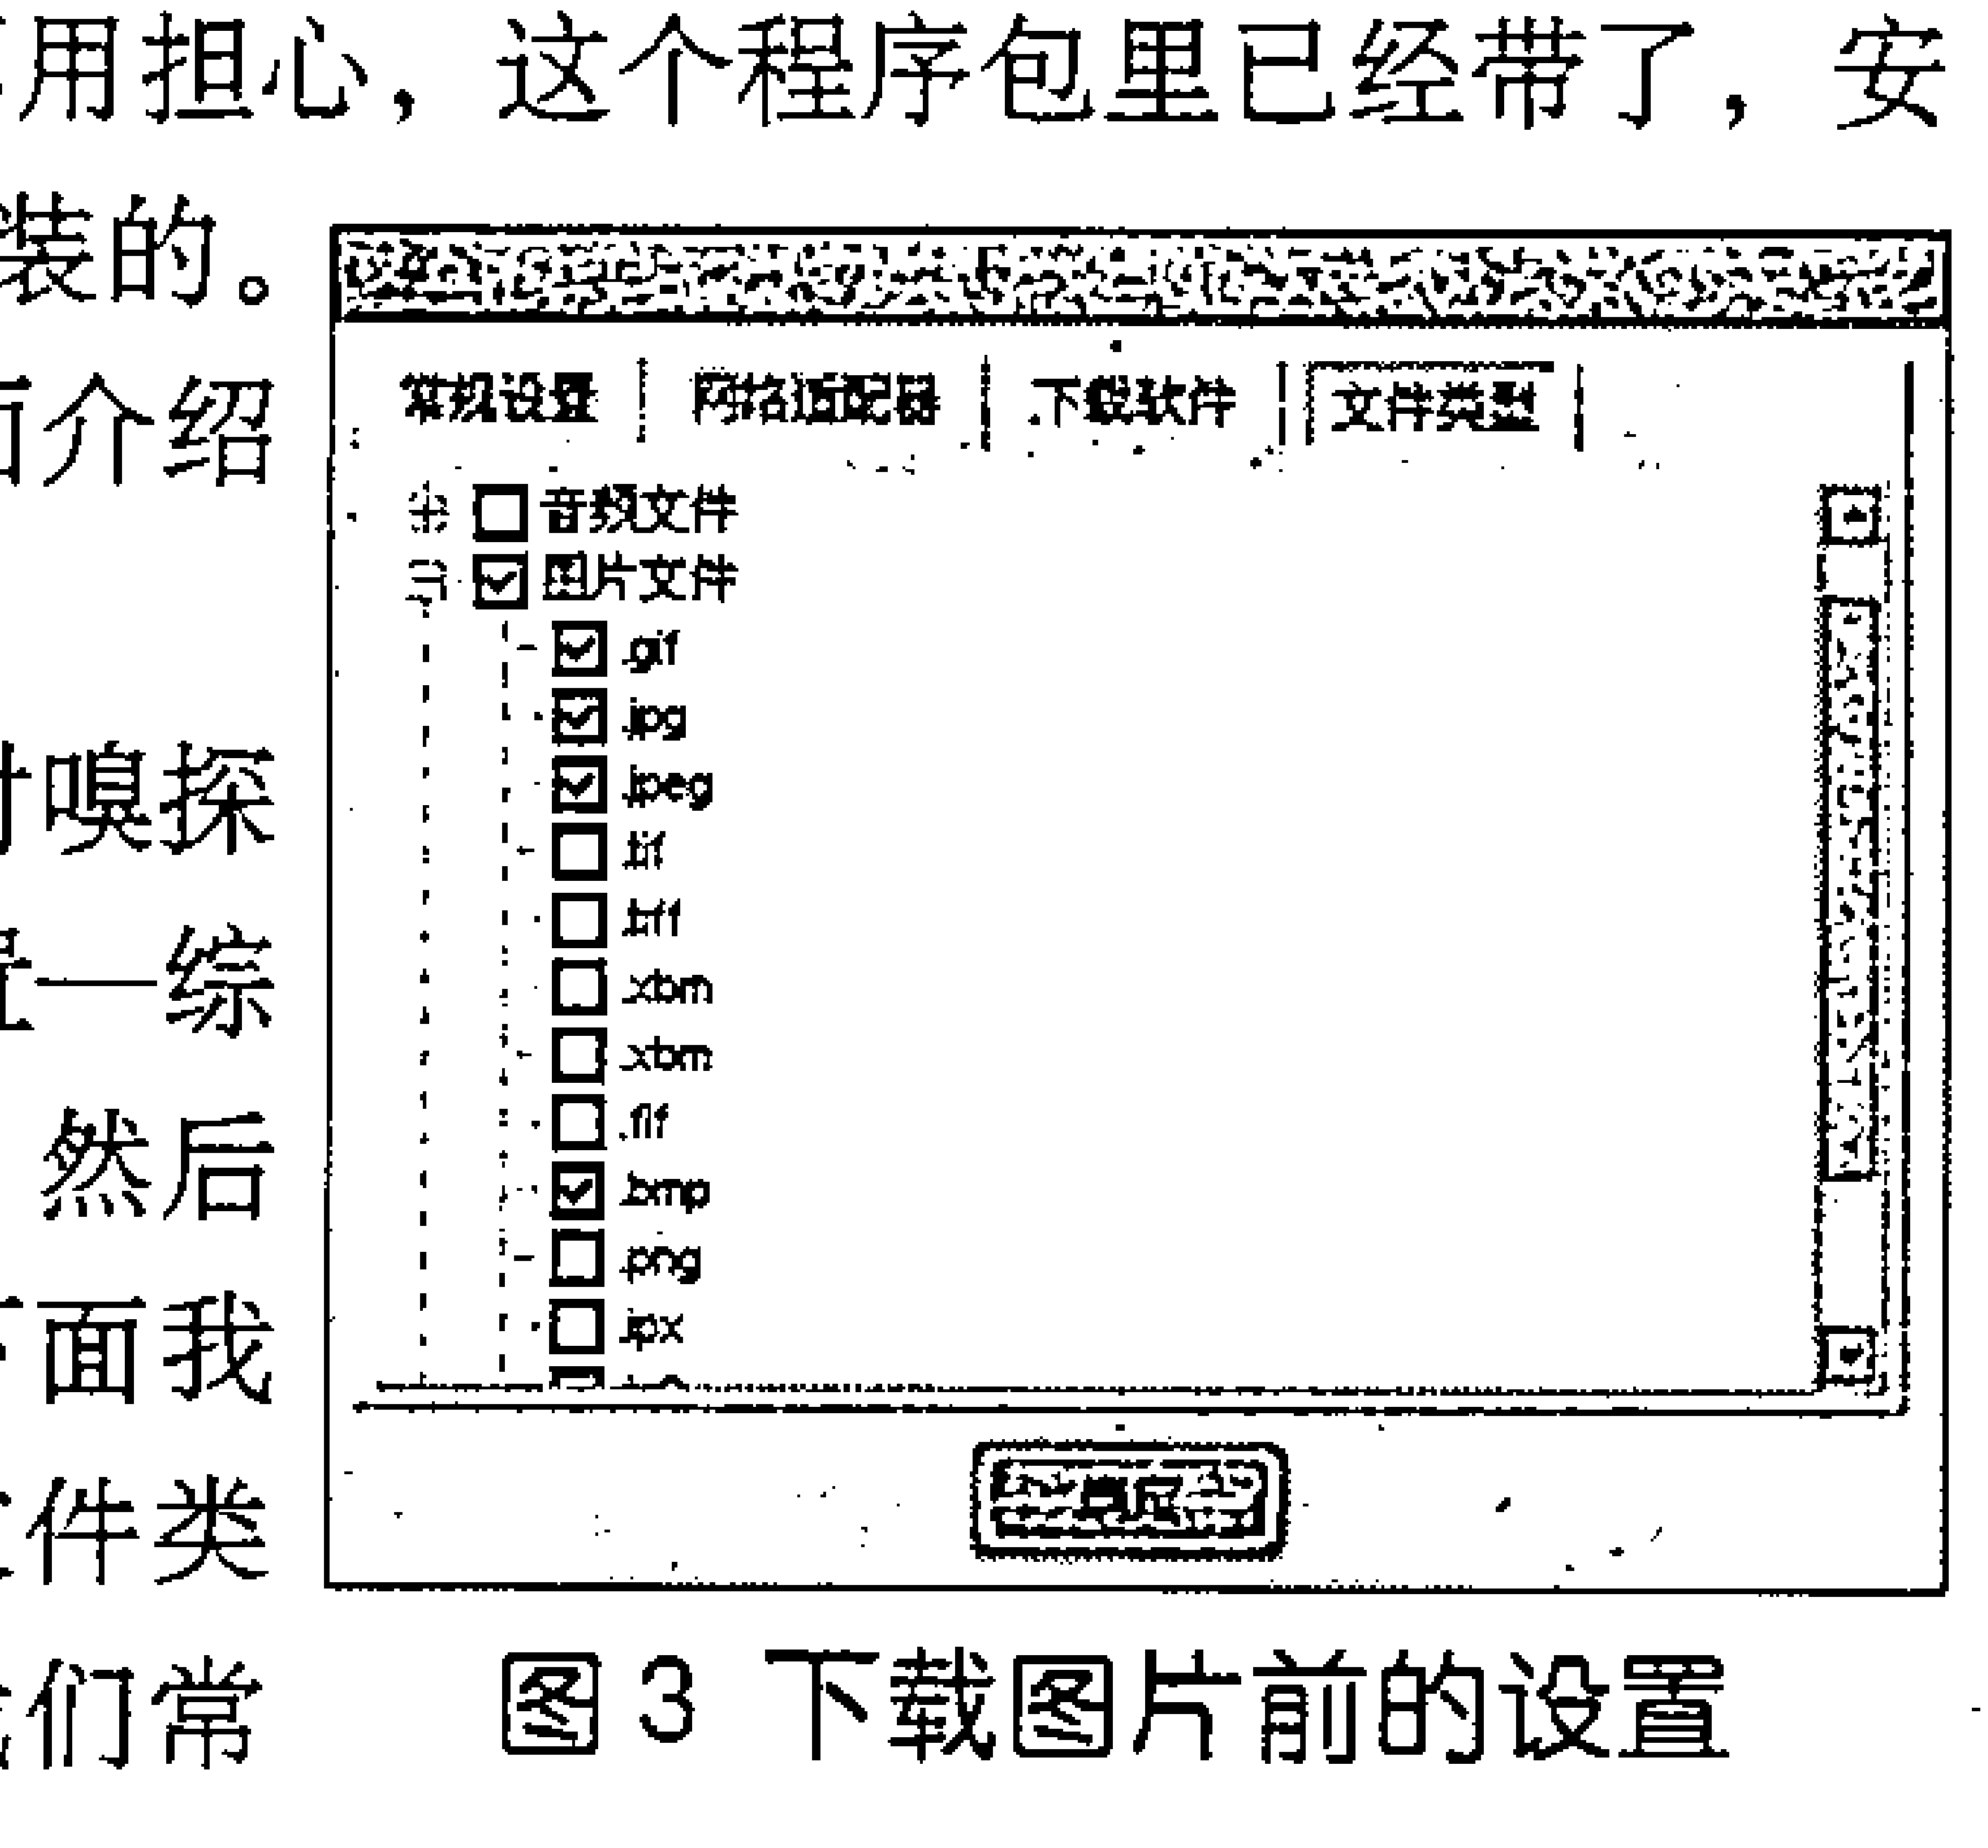 用担心，这个程序包里已经带了，安
装的。
介绍
嗅探
一综
然后
面我
件类
们常
常规设置 网络适配器 下载软件 文件类型
音频文件
图片文件
.gif
.jpg
.jpeg
.tif
.tiff
.xbm
.xbm
.fif
.bmp
.png
.jpx
图 3 下载图片前的设置